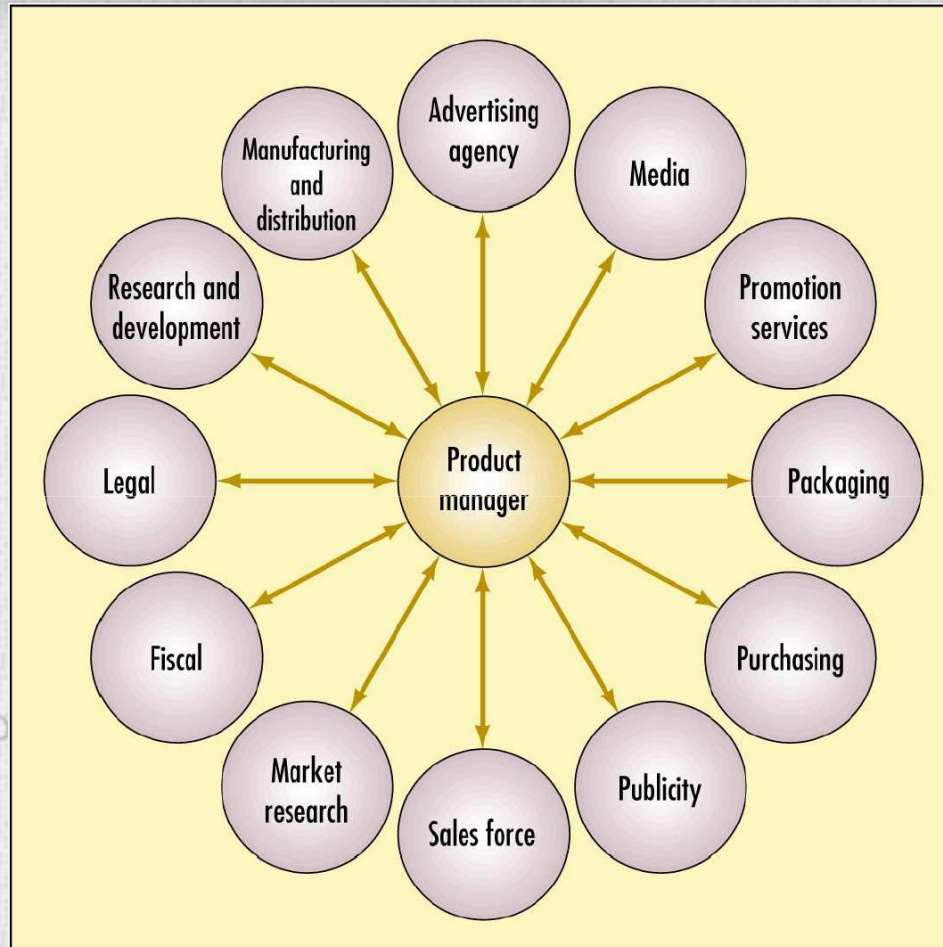 Advertising
agency
Media
Promotion
services
Packaging
Purchasing
Publicity
Sales force
Market
research
Fiscal
Legal
Research and
development
Manufacturing
and
distribution
Product
manager